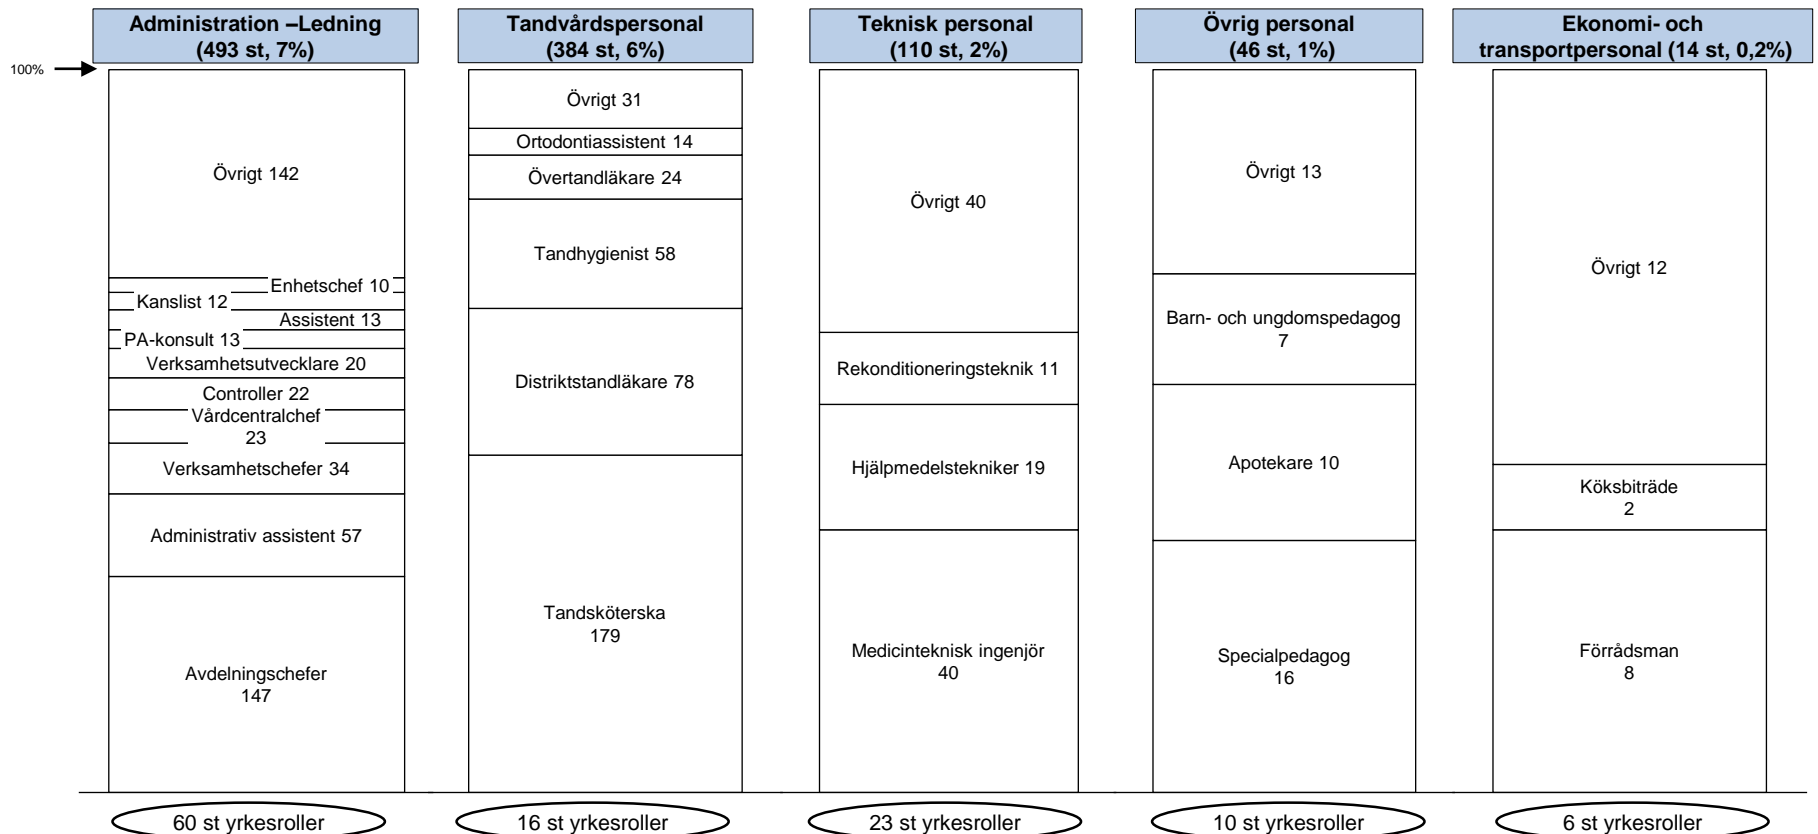 Administration –Ledning
(493 st, 7%)
Tandvårdspersonal
(384 st, 6%)
Teknisk personal
(110 st, 2%)
Övrig personal
(46 st, 1%)
Ekonomi- och
transportpersonal (14 st, 0,2%)
100%
Övrigt 142
Enhetschef 10
Kanslist 12
Assistent 13
PA-konsult 13
Verksamhetsutvecklare 20
Controller 22
Vårdcentralchef
23
Verksamhetschefer 34
Administrativ assistent 57
Avdelningschefer
147
60 st yrkesroller
Övrigt 31
Ortodontiassistent 14
Övertandläkare 24
Tandhygienist 58
Distriktstandläkare 78
Tandsköterska
179
16 st yrkesroller
Övrigt 40
Rekonditioneringsteknik 11
Hjälpmedelstekniker 19
Medicinteknisk ingenjör
40
23 st yrkesroller
Övrigt 13
Barn- och ungdomspedagog
7
Apotekare 10
Specialpedagog
16
10 st yrkesroller
Övrigt 12
Köksbiträde
2
Förrådsman
8
6 st yrkesroller